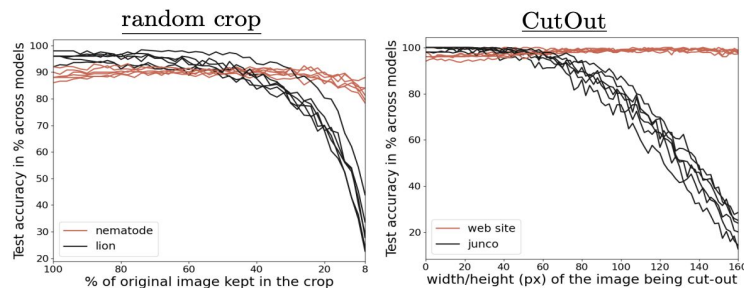 random crop
Test accuracy in % across models
100
90
80
70
60
50
40
30
20
nematode
lion
100 80 60 40 20 8
% of original image kept in the crop
CutOut
Test accuracy in % across models
100
80
60
40
20
web site
junco
0 20 40 60 80 100 120 140 160
width/height (px) of the image being cut-out